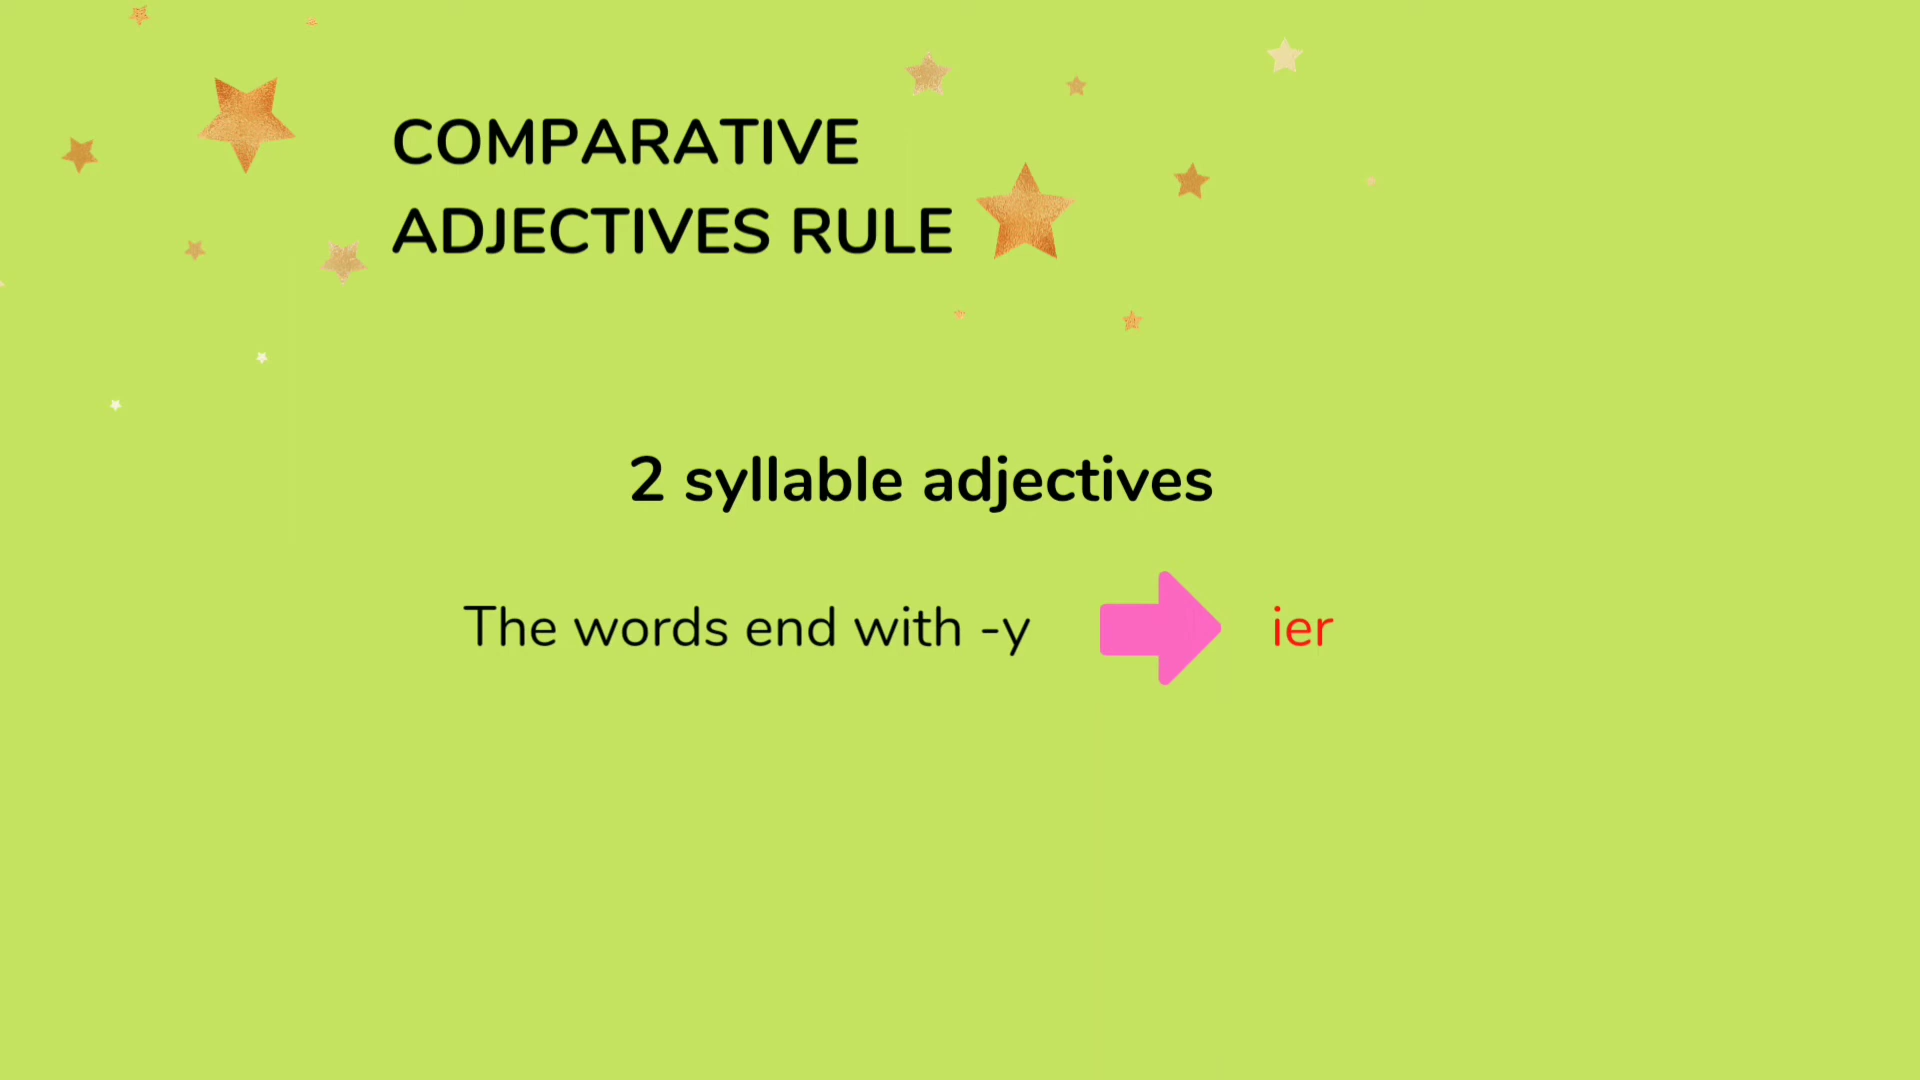 COMPARATIVE
ADJECTIVES RULE
2 syllable adjectives
The words end with -y ier